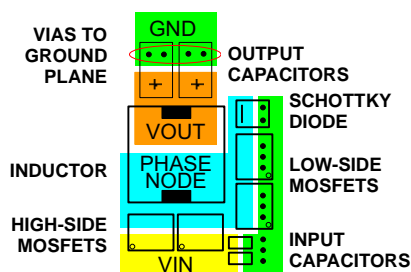 GND
VIAS TO
GROUND
PLANE
OUTPUT
CAPACITORS
+ +
VOUT
SCHOTTKY
DIODE
INDUCTOR
PHASE
NODE
LOW-SIDE
MOSFETS
HIGH-SIDE
MOSFETS
VIN
INPUT
CAPACITORS